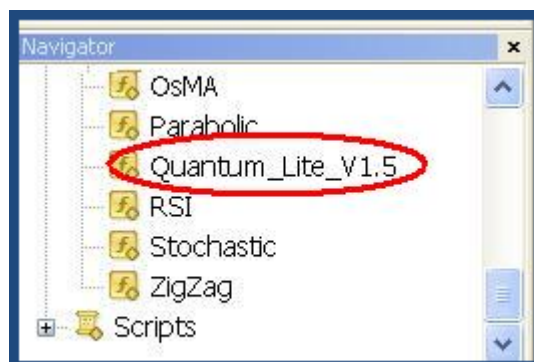 Navigator
OsMA
Parabolic
Quantum_Lite_V1.5
RSI
Stochastic
ZigZag
Scripts